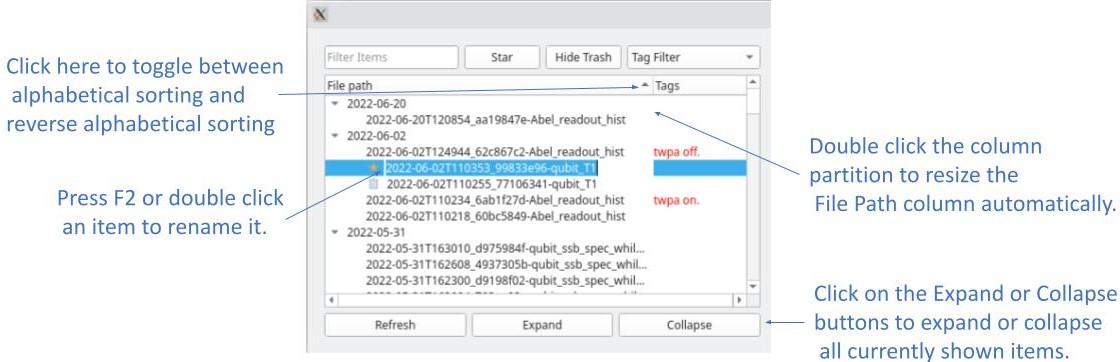 Filter Items
Star
Hide Trash
Tag Filter
File path
Tags
2022-06-20
2022-06-20T120854_aa19847e-Abel_readout_hist
2022-06-02
2022-06-02T124944_62c867c2-Abel_readout_hist twpa off.
2022-06-02T110353_99833e96-qubit_T1
2022-06-02T110255_77106341-qubit_T1
2022-06-02T110234_6ab1f27d-Abel_readout_hist twpa on.
2022-06-02T110218_60bc5849-Abel_readout_hist
2022-05-31
2022-05-31T163010_d975984f-qubit_ssb_spec_whil...
2022-05-31T162608_4937305b-qubit_ssb_spec_whil...
2022-05-31T162300_d9198f02-qubit_ssb_spec_whil...
Refresh
Expand
Collapse
Click here to toggle between
alphabetical sorting and
reverse alphabetical sorting
Press F2 or double click
an item to rename it.
Double click the column
partition to resize the
File Path column automatically.
Click on the Expand or Collapse
buttons to expand or collapse
all currently shown items.